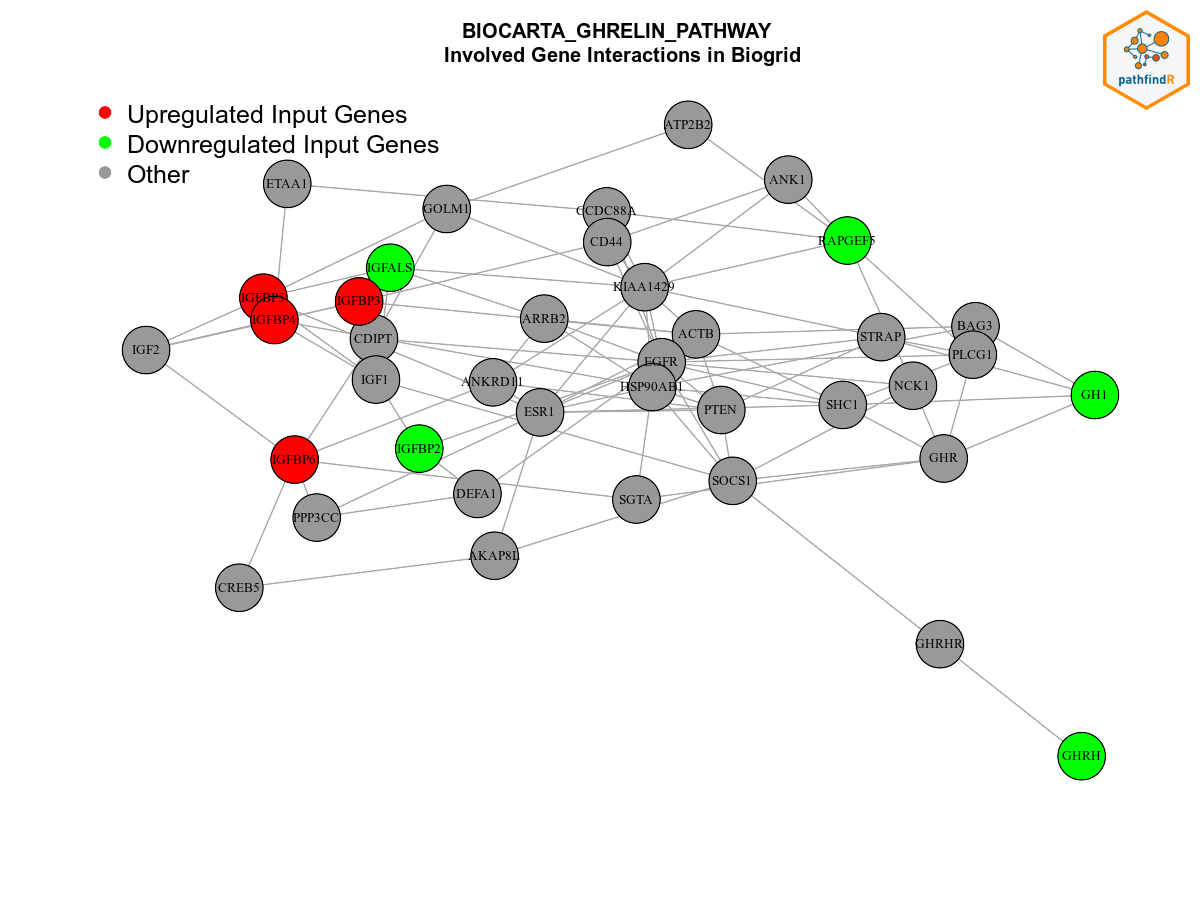 BIOCARTA_GHRELIN_PATHWAY
Involved Gene Interactions in Biogrid
pathfindR
Upregulated Input Genes
Downregulated Input Genes
Other
ATP2B2
ETAA1
ANK1
GOLM1
CCDC88A
CD44
RAPGEF5
IGFALS
KIAA1429
IGFBP5
IGFBP3
IGFBP4
ARRB2
ACTB
BAG3
CDIPT
STRAP
IGF2
EGFR
PLCG1
IGF1
ANKRD11
HSP90AB1
NCK1
GH1
ESR1
PTEN
SHC1
IGFBP2
IGFBP6
GHR
SOCS1
DEFA1
SGTA
PPP3CC
AKAP8L
CREB5
GHRHR
GHRH